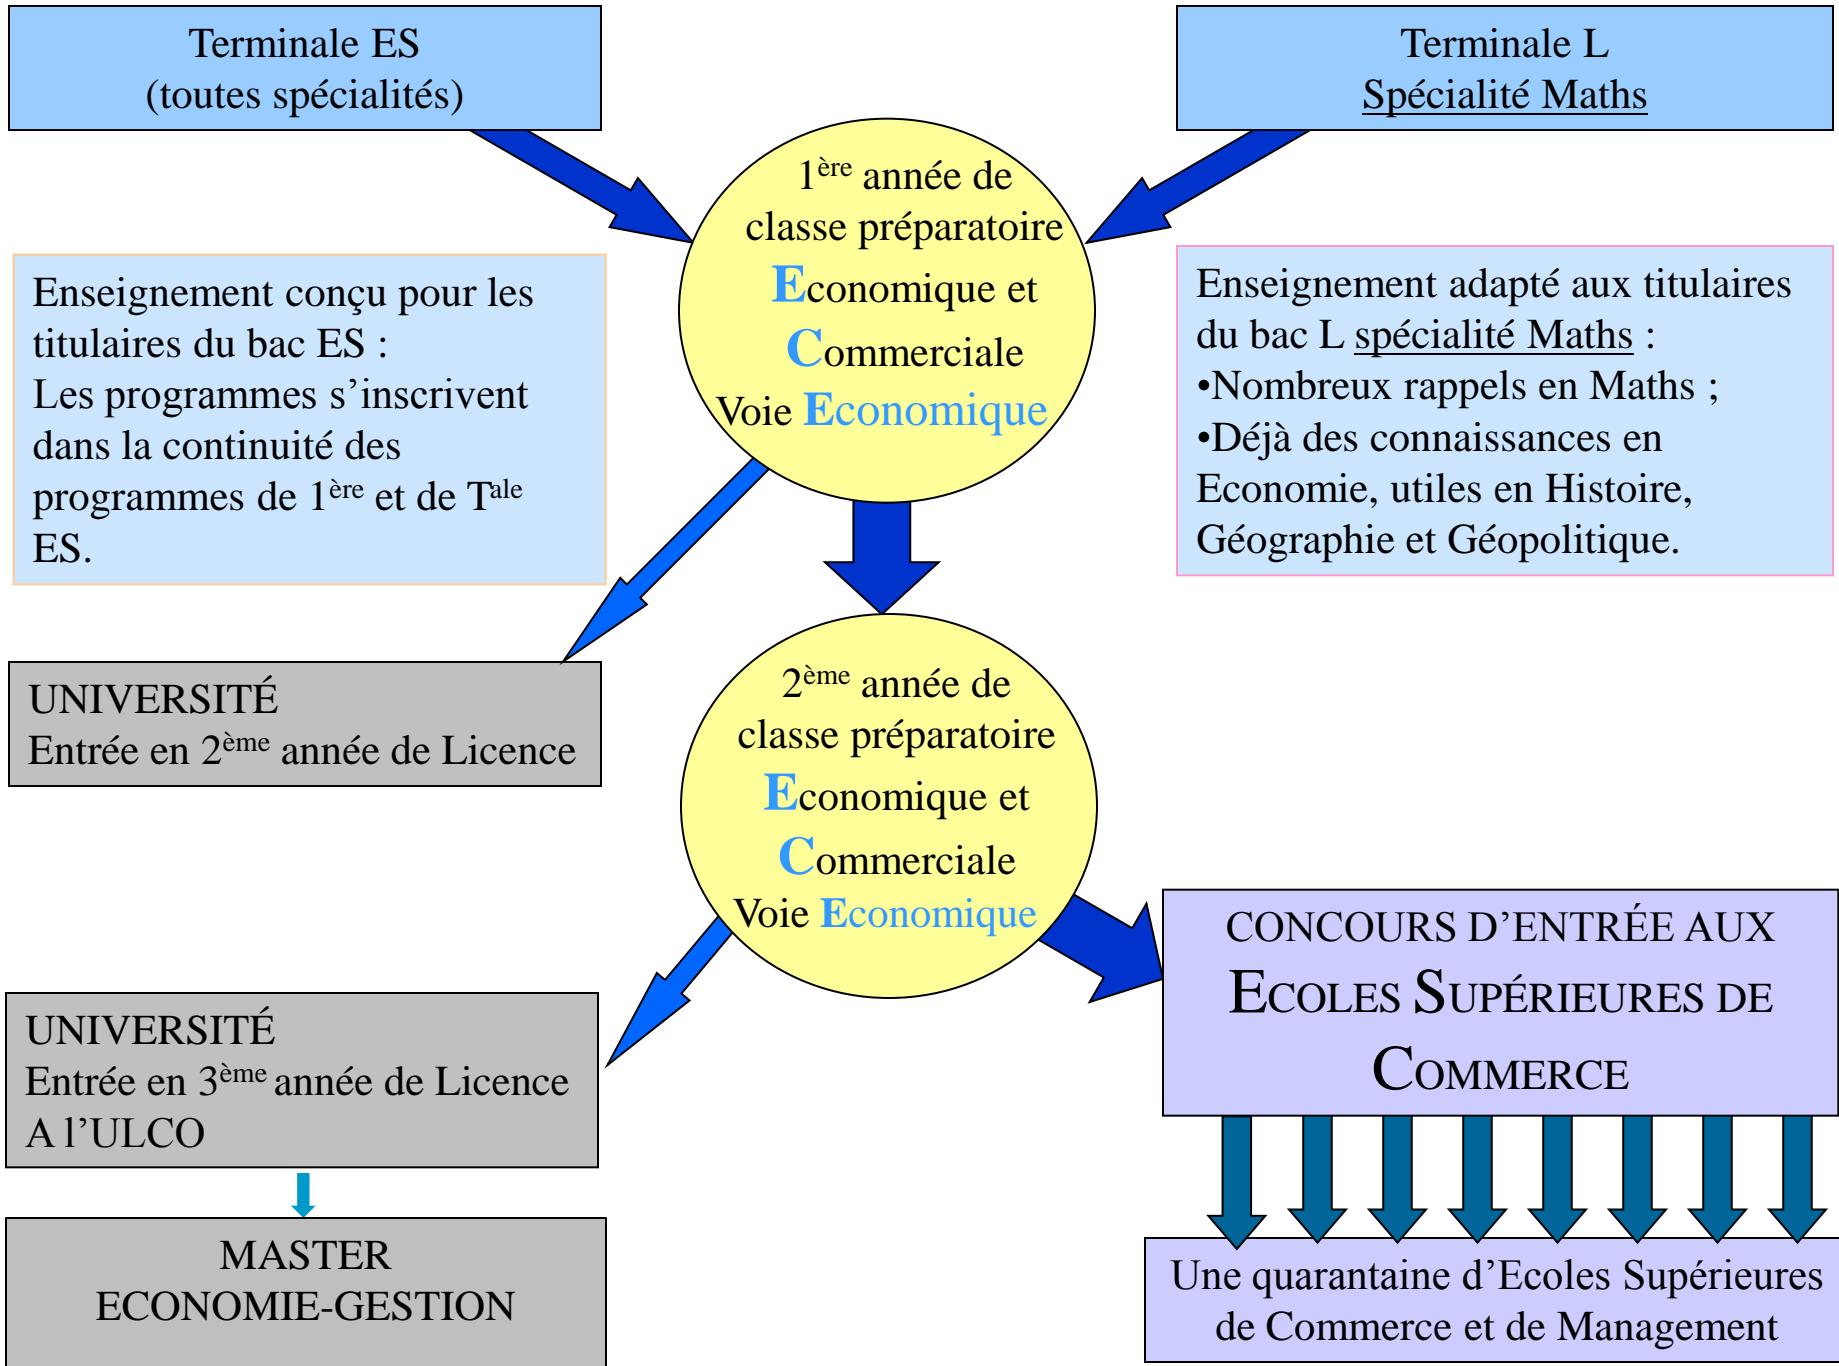 Terminale ES
(toutes spécialités)
Terminale L
Spécialité Maths
1ère année de
classe préparatoire
Economique et
Commerciale
Voie Economique
Enseignement conçu pour les
titulaires du bac ES :
Les programmes s’inscrivent
dans la continuité des
programmes de 1ère et de Tale
ES.
Enseignement adapté aux titulaires
du bac L spécialité Maths :
•Nombreux rappels en Maths ;
•Déjà des connaissances en
Economie, utiles en Histoire,
Géographie et Géopolitique.
UNIVERSITÉ
Entrée en 2ème année de Licence
2ème année de
classe préparatoire
Economique et
Commerciale
Voie Economique
CONCOURS D’ENTRÉE AUX
ECOLES SUPÉRIEURES DE
COMMERCE
UNIVERSITÉ
Entrée en 3ème année de Licence
A l’ULCO
MASTER
ECONOMIE-GESTION
Une quarantaine d’Ecoles Supérieures
de Commerce et de Management